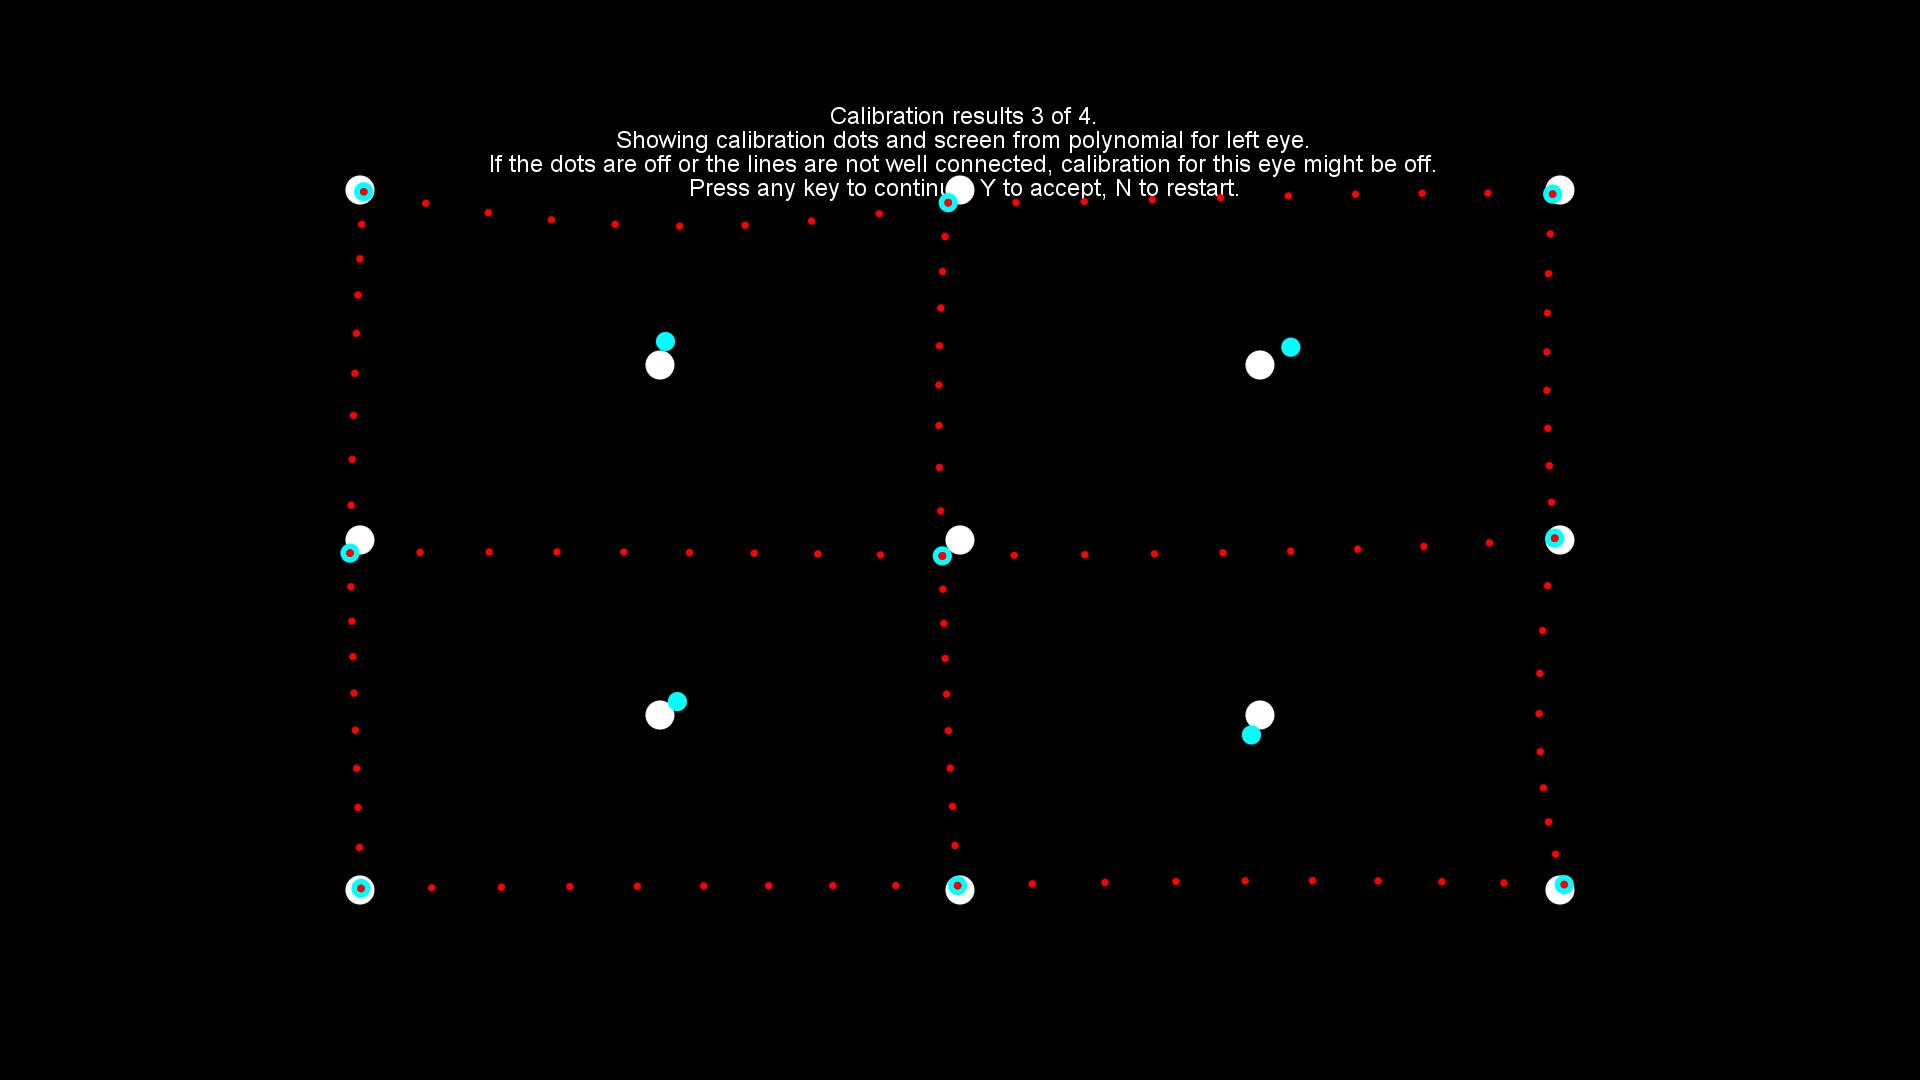 Calibration results 3 of 4.
Showing calibration dots and screen from polynomial for left eye.
If the dots are off or the lines are not well connected, calibration for this eye might be off.
Press any key to continue, Y to accept, N to restart.